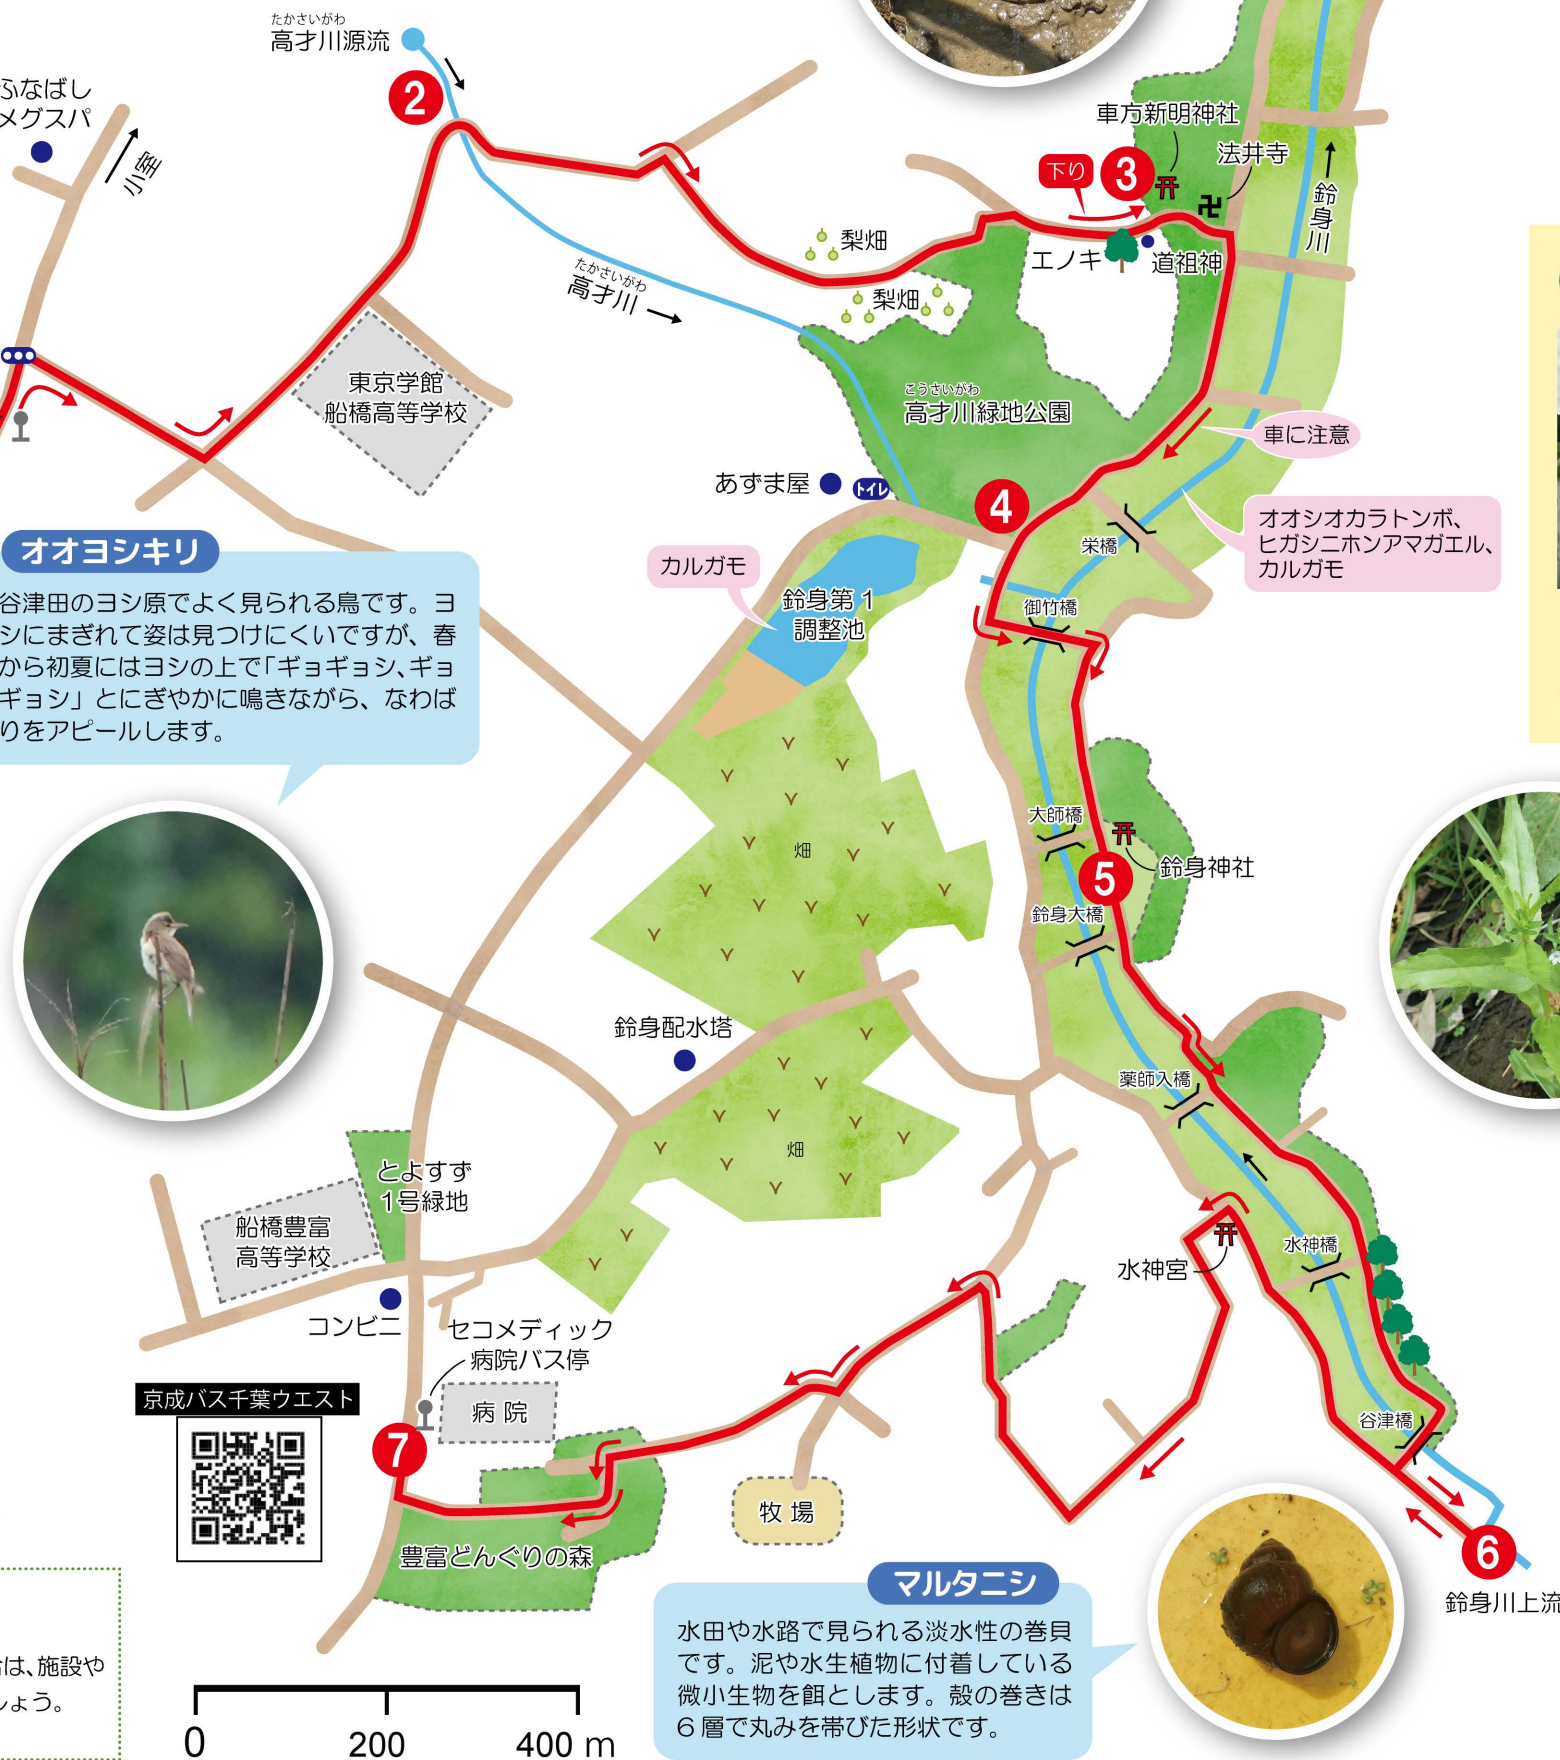 たかさいがわ
高才川源流
2
ふなばし
メグスパ
小室
車方新明神社
法井寺
下り
3
鈴身川
梨畑
エノキ
道祖神
たかさいがわ
高才川
梨畑
東京学館
船橋高等学校
こうさいがわ
高才川緑地公園
車に注意
あずま屋
トイレ
4
栄橋
オオシオカラトンボ、
ヒガシニホンアマガエル、
カルガモ
オオヨシキリ
谷津田のヨシ原でよく見られる鳥です。ヨ
シにまぎれて姿は見つけにくいですが、春
から初夏にはヨシの上で「ギョギョシ、ギョ
ギョシ」とにぎやかに鳴きながら、なわば
りをアピールします。
カルガモ
鈴身第1
調整池
御竹橋
大師橋
畑
5
鈴身神社
鈴身大橋
鈴身配水塔
薬師入橋
畑
とよすず
1号緑地
船橋豊富
高等学校
水神橋
水神宮
コンビニ
セコメディック
病院バス停
京成バス千葉ウエスト
病院
谷津橋
7
牧場
豊富どんぐりの森
6
鈴身川上流
マルタニシ
水田や水路で見られる淡水性の巻貝
です。泥や水生植物に付着している
微小生物を餌とします。殻の巻きは
6層で丸みを帯びた形状です。
は、施設や
しょう。
0 200 400 m